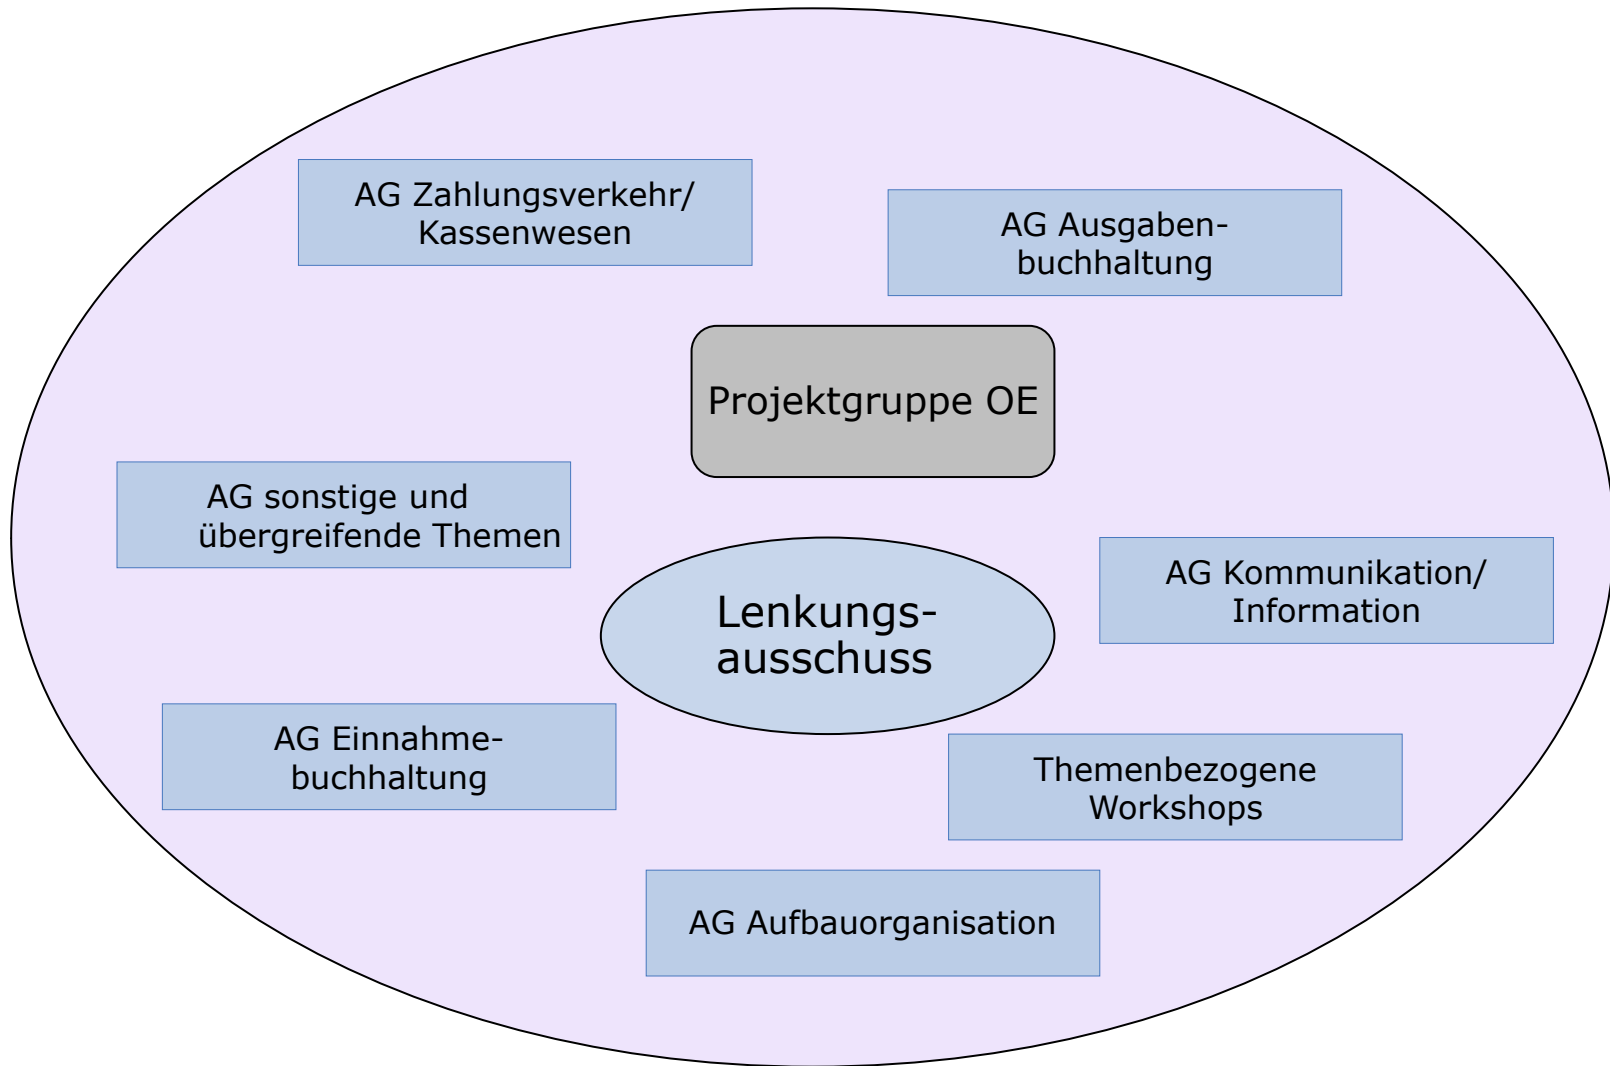 AG Zahlungsverkehr/
Kassenwesen
AG Ausgaben-
buchhaltung
Projektgruppe OE
AG sonstige und
übergreifende Themen
AG Kommunikation/
Information
Lenkungs-
ausschuss
AG Einnahme-
buchhaltung
Themenbezogene
Workshops
AG Aufbauorganisation